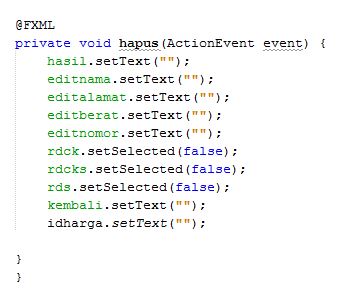 @FXML
private void hapus(ActionEvent event) {
hasil.setText("");
editnama.setText("");
editalamat.setText("");
editberat.setText("");
editnomor.setText("");
rdck.setSelected(false);
rdcks.setSelected(false);
rds.setSelected(false);
kembali.setText("");
idharga.setText("");
}
}